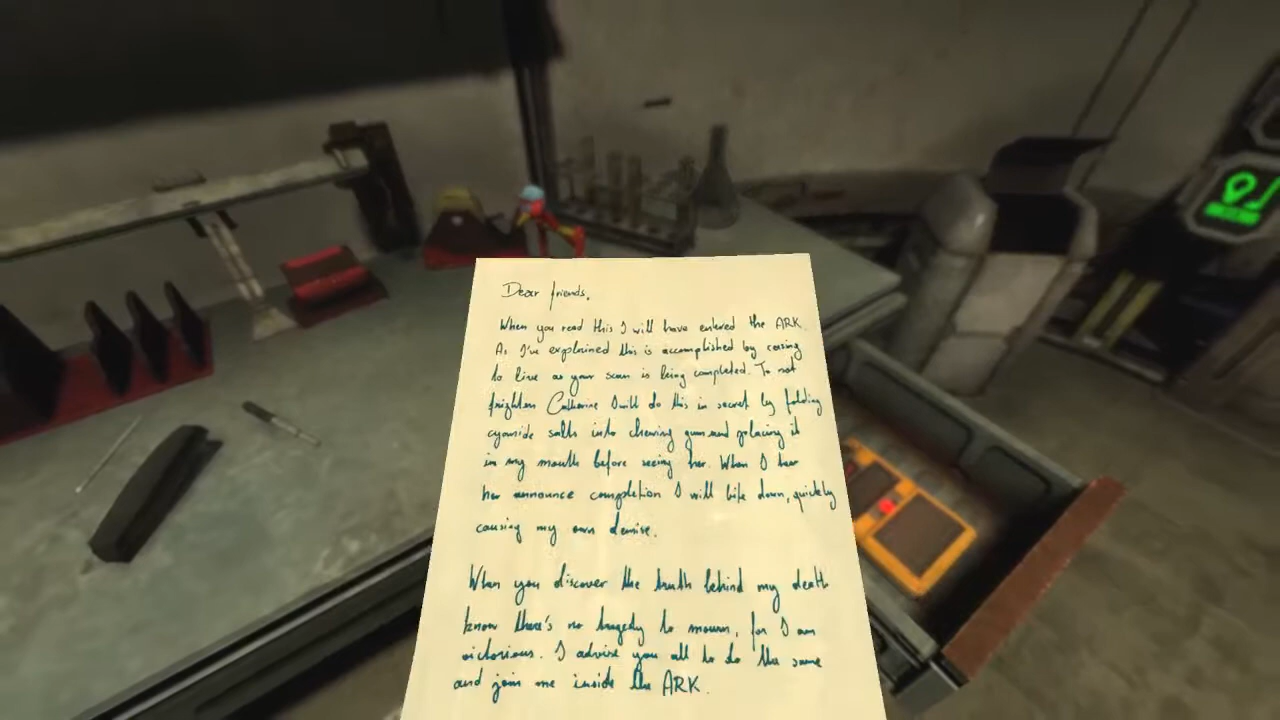 Dear friends,
When you read this I will have entered the ARK.
As I've explained this is accomplished by ceasing
to live as your scan is being completed. To not
frighten Catherine I will do this in secret by folding
cyanide salts into chewing gum and placing it
in my mouth before seeing her. When I hear
her announce completion I will bite down, quickly
causing my own demise.
When you discover the truth behind my death
know there's no tragedy to mourn, for I am
victorious. I advise you all to do the same
and join me inside the ARK.